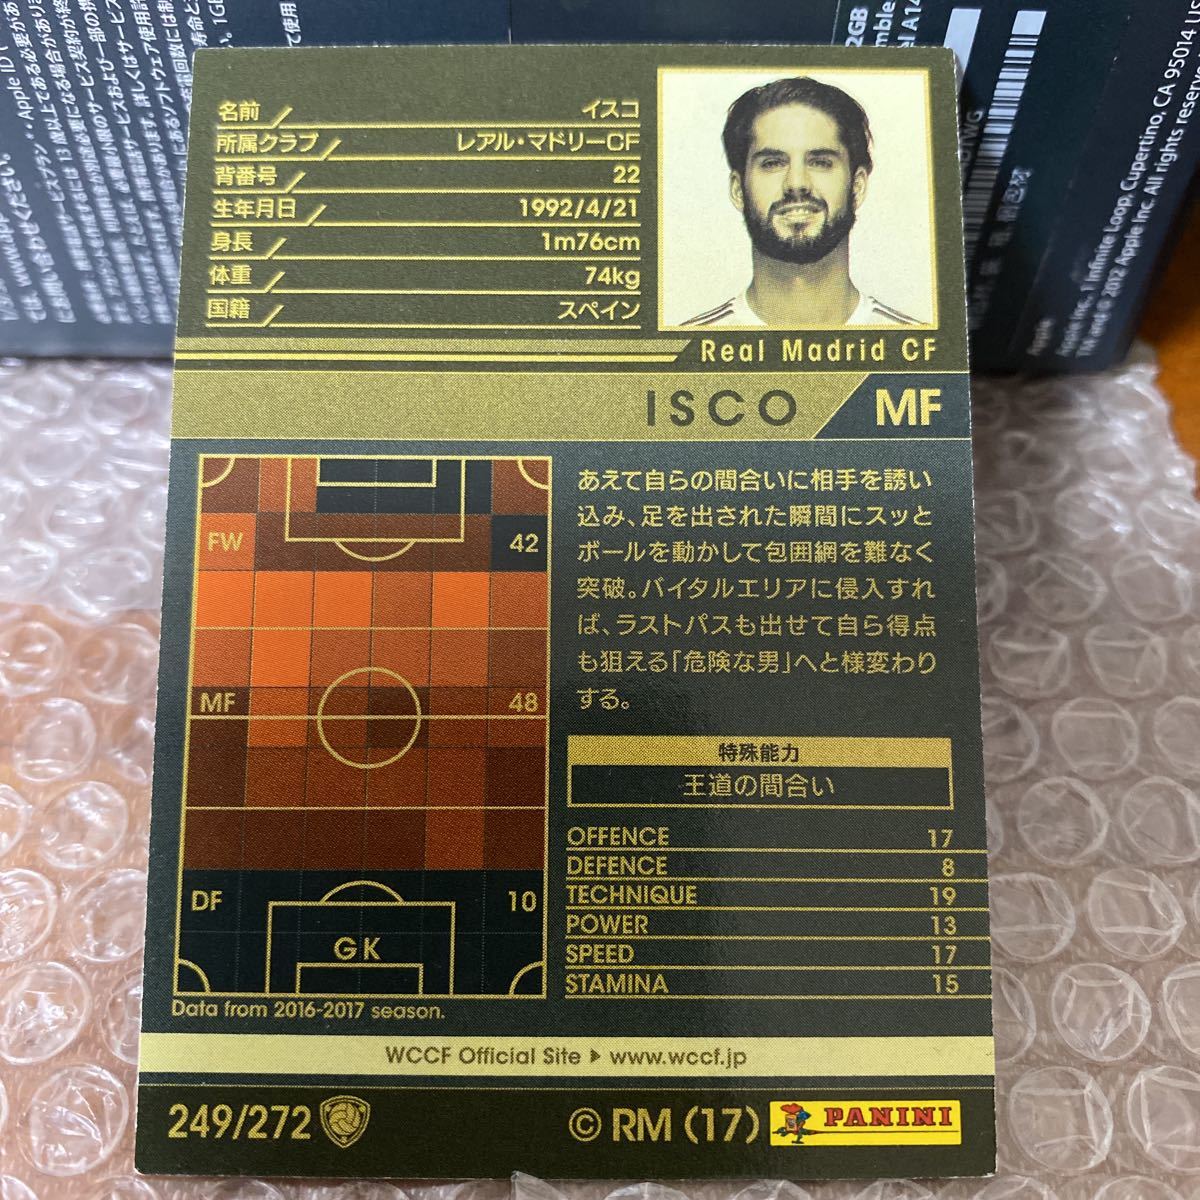 名前 イスコ
所属クラブ レアル・マドリーCF
背番号 22
生年月日 1992/4/21
身長 1m76cm
体重 74kg
国籍 スペイン
Real Madrid CF
ISCO MF
FW 42
MF 48
DF 10
GK
Data from 2016-2017 season.
あえて自らの間合いに相手を誘い
込み、足を出された瞬間にスッと
ボールを動かして包囲網を難なく
突破。バイタルエリアに侵入すれ
ば、ラストパスも出せて自ら得点
も狙える「危険な男」へと様変わり
する。
特殊能力
王道の間合い
OFFENCE 17
DEFENCE 8
TECHNIQUE 19
POWER 13
SPEED 17
STAMINA 15
WCCF Official Site ▶ www.wccf.jp
249/272
© RM (17) PANINI
Apple Inc. 1 Infinite Loop, Cupertino, CA 95014
TM and © 2012 Apple Inc. All rights reserved.